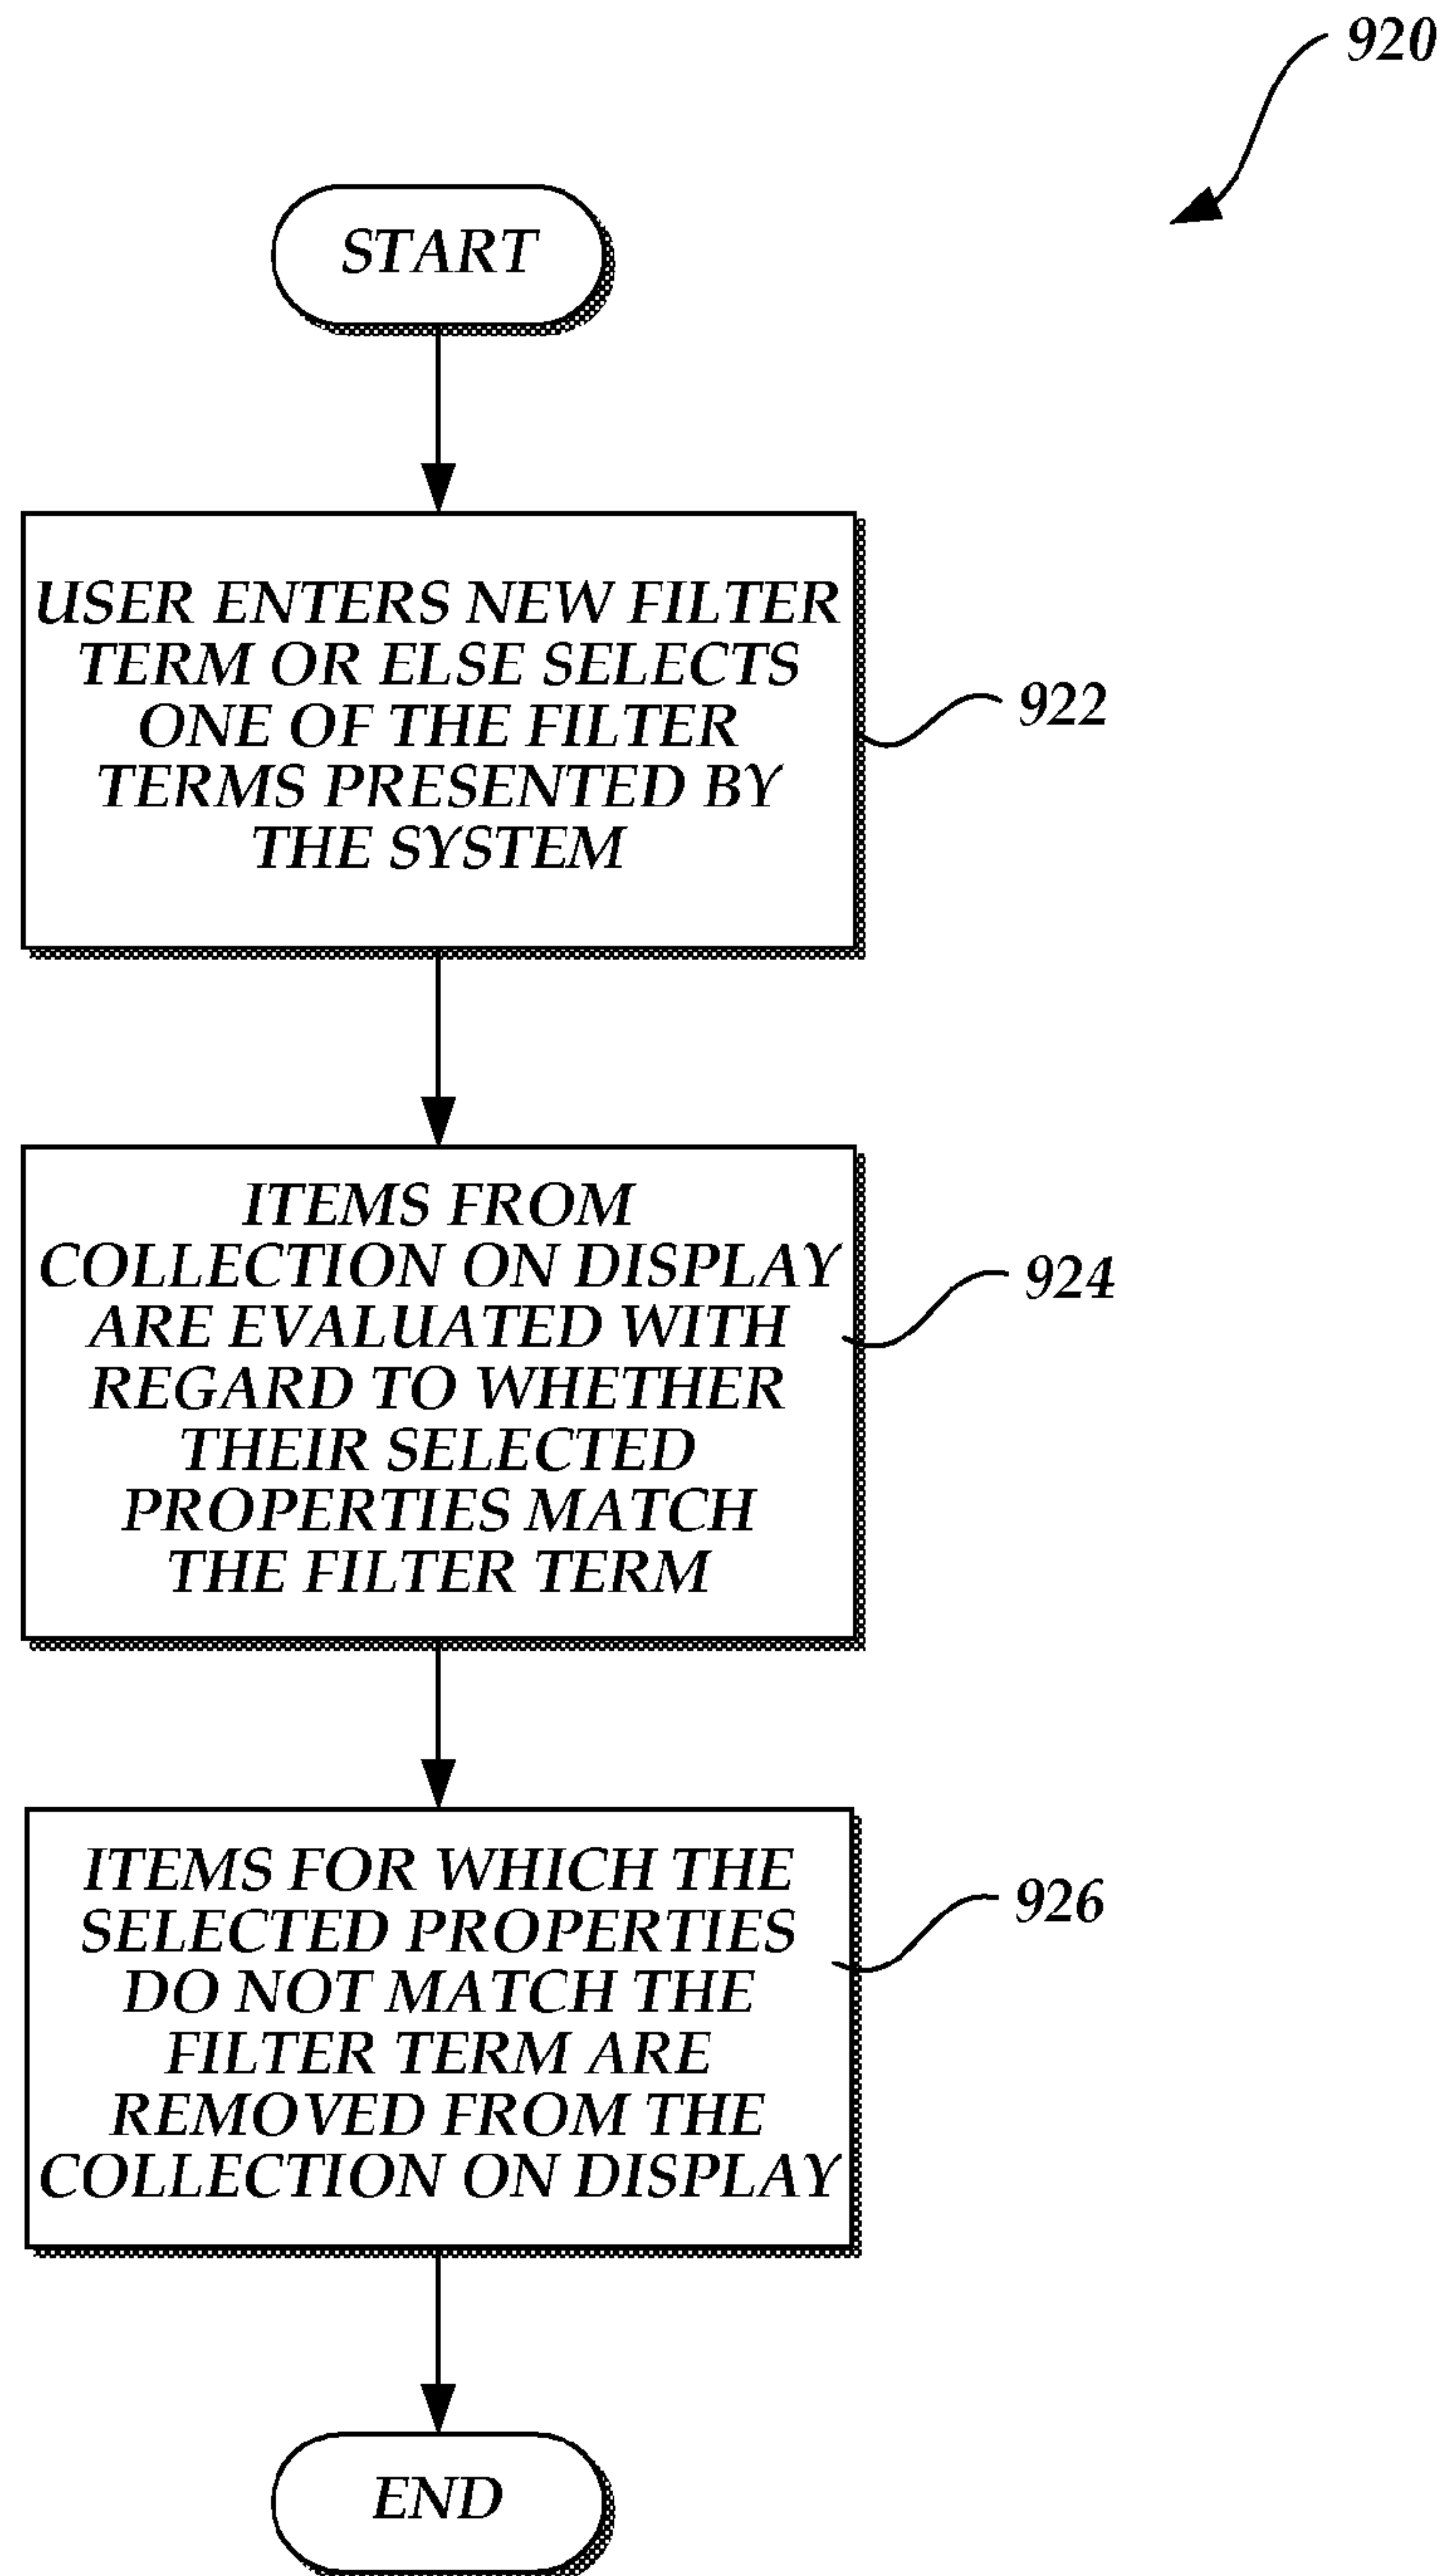 920
START
USER ENTERS NEW FILTER
TERM OR ELSE SELECTS
ONE OF THE FILTER
TERMS PRESENTED BY
THE SYSTEM
922
ITEMS FROM
COLLECTION ON DISPLAY
ARE EVALUATED WITH
REGARD TO WHETHER
THEIR SELECTED
PROPERTIES MATCH
THE FILTER TERM
924
ITEMS FOR WHICH THE
SELECTED PROPERTIES
DO NOT MATCH THE
FILTER TERM ARE
REMOVED FROM THE
COLLECTION ON DISPLAY
926
END